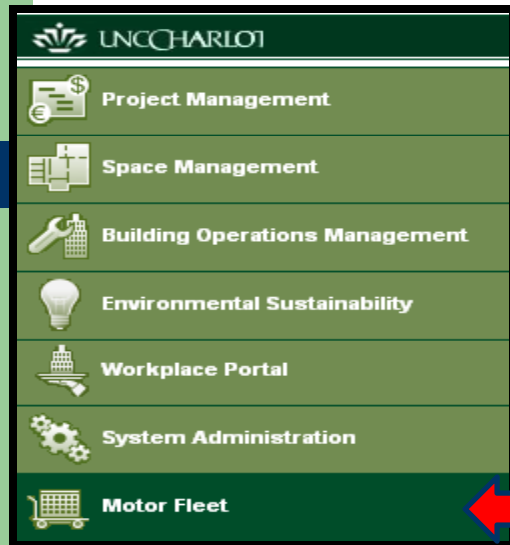 UNCCHARLOT
Project Management
Space Management
Building Operations Management
Environmental Sustainability
Workplace Portal
System Administration
Motor Fleet